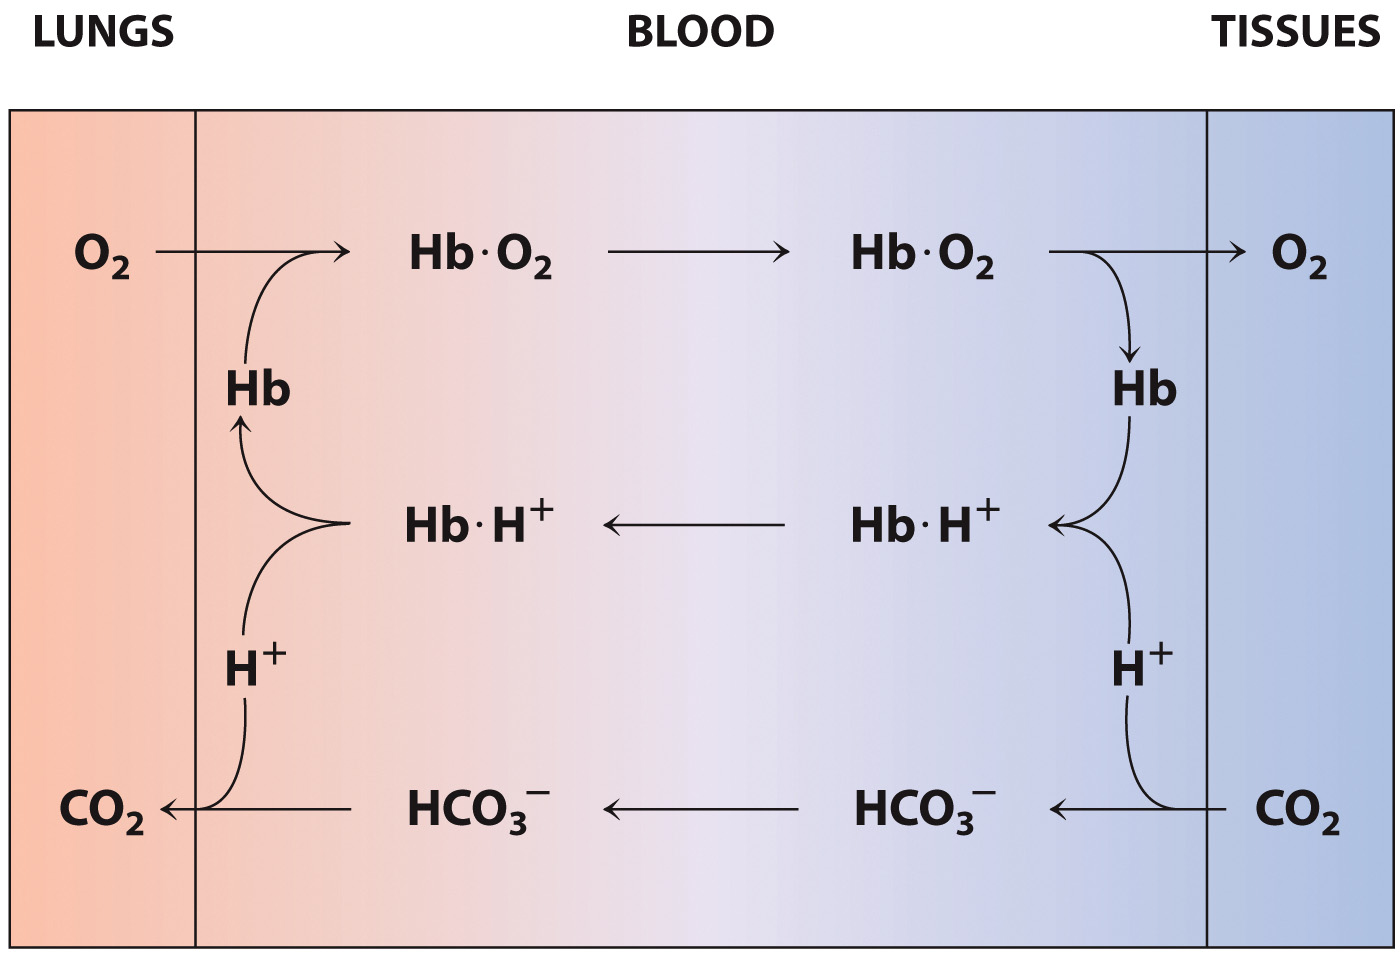 LUNGS BLOOD TISSUES
O₂ Hb·O₂ Hb·O₂ O₂
Hb Hb
Hb·H⁺ Hb·H⁺
H⁺ H⁺
CO₂ HCO₃⁻ HCO₃⁻ CO₂